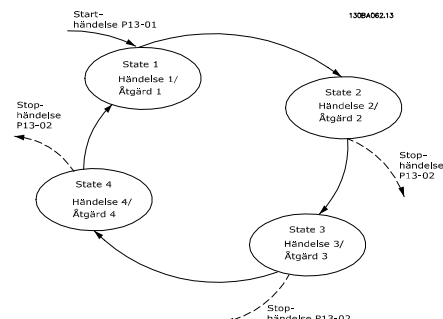 Start-
händelse P13-01
130BA062.13
State 1
Händelse 1/
Åtgärd 1
State 2
Händelse 2/
Åtgärd 2
Stop-
händelse
P13-02
Stop-
händelse
P13-02
State 4
Händelse 4/
Åtgärd 4
State 3
Händelse 3/
Åtgärd 3
Stop-
händelse P13-02